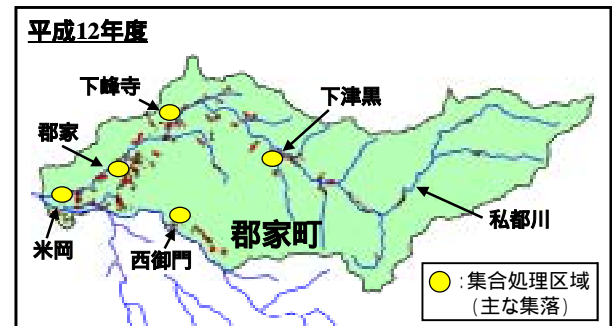 平成12年度
下峰寺
下津黒
郡家
米岡
西御門
郡家町
私都川
:集合処理区域
(主な集落)